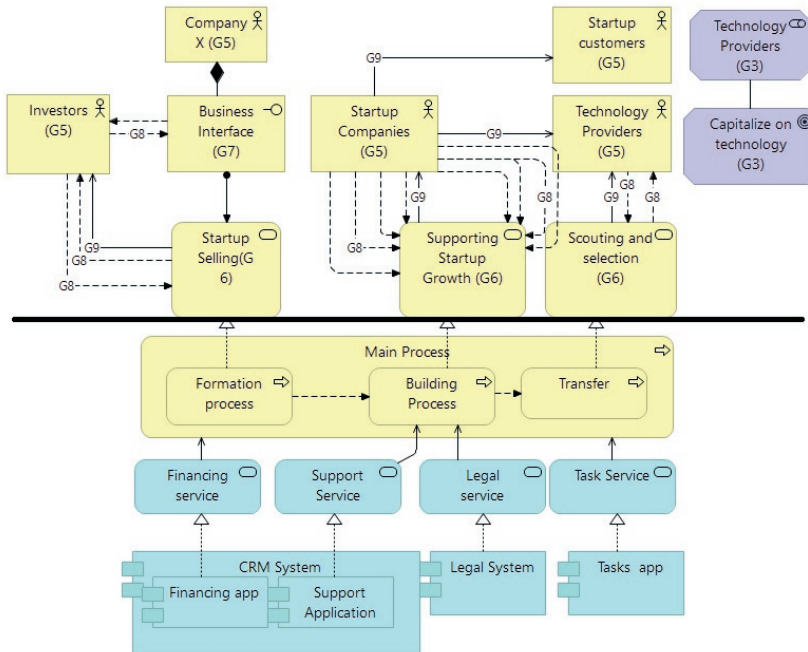 Company
X (G5)
Startup
customers
(G5)
Technology
Providers
(G3)
G9
Investors
(G5)
G8
Business
Interface
(G7)
Startup
Companies
(G5)
G9
Technology
Providers
(G5)
Capitalize on
technology
(G3)
G9
G8
G9
G8
G8
G9
G8
G9
G8
Startup
Selling(G
6)
Supporting
Startup
Growth (G6)
Scouting and
selection
(G6)
Main Process
Formation
process
Building
Process
Transfer
Financing
service
Support
Service
Legal
service
Task Service
CRM System
Financing app
Support
Application
Legal System
Tasks app